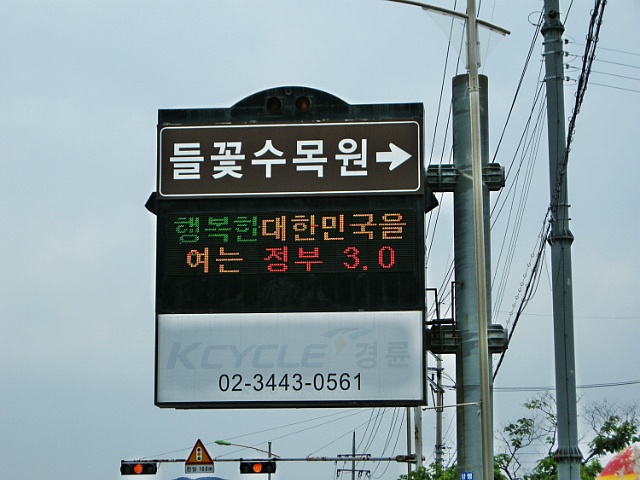 들꽃수목원
행복한대한민국을
여는 정부 3.0
KCYCLE 경륜
02-3443-0561